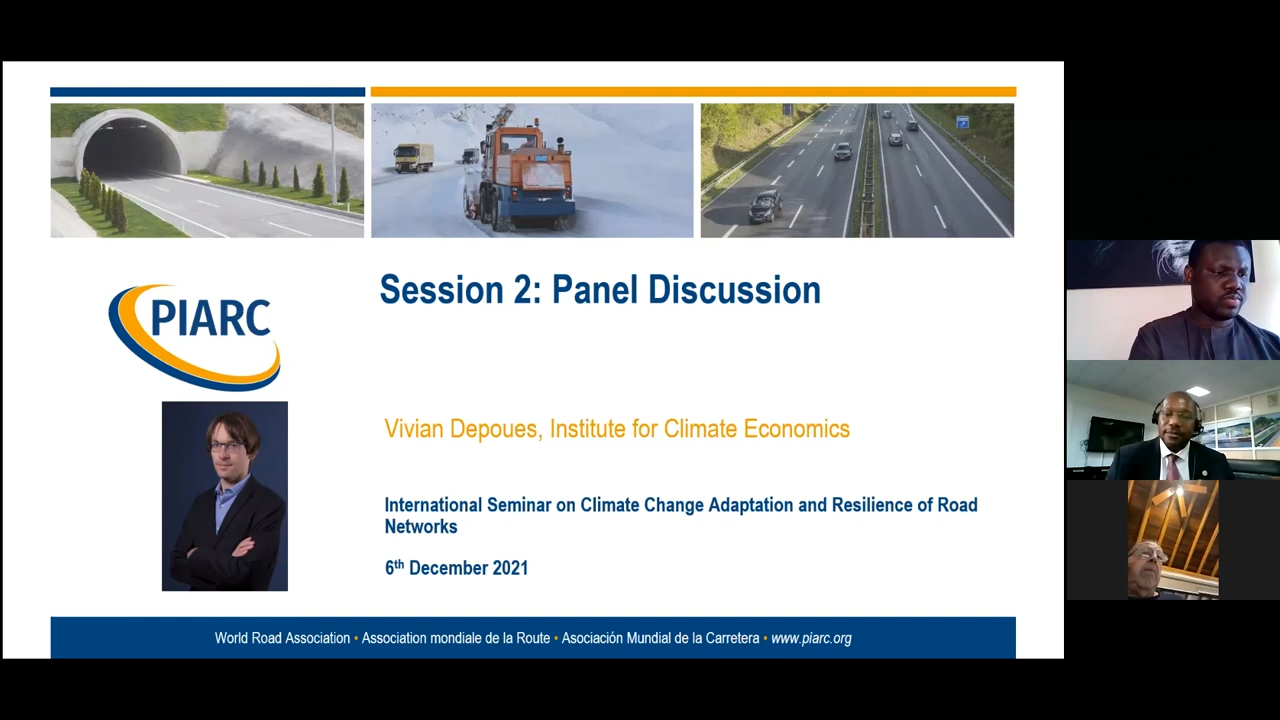 Session 2: Panel Discussion
PIARC
Vivian Depoues, Institute for Climate Economics
International Seminar on Climate Change Adaptation and Resilience of Road
Networks
6th December 2021
World Road Association • Association mondiale de la Route • Asociación Mundial de la Carretera • www.piarc.org